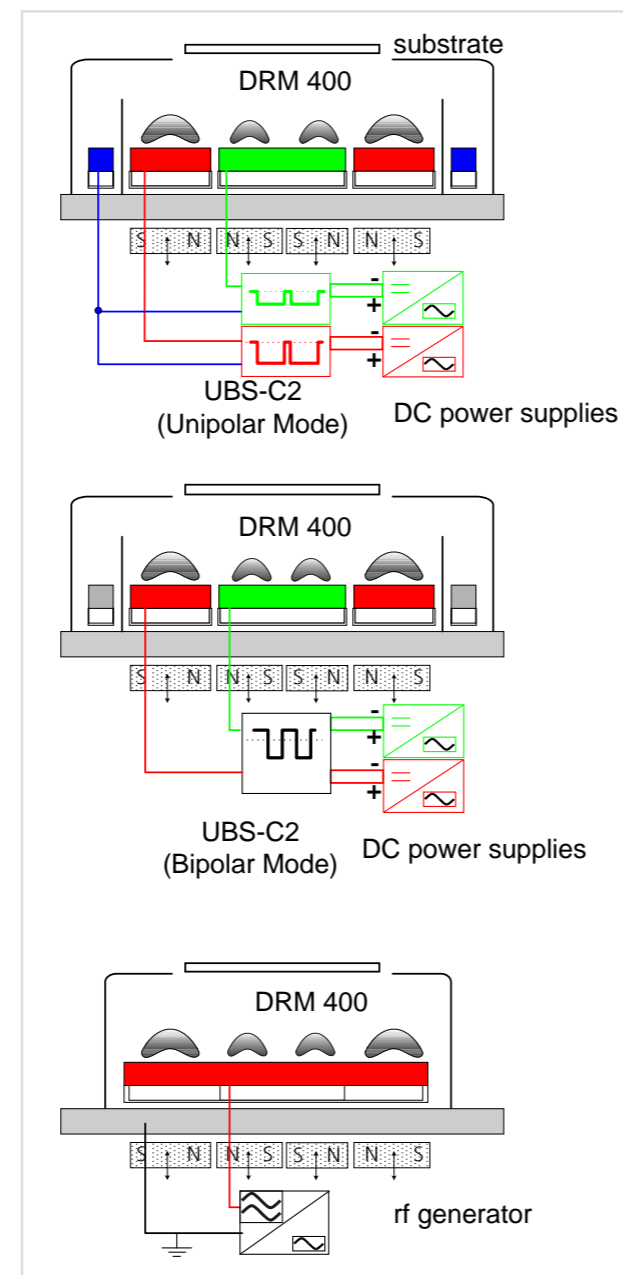 substrate
DRM 400
S N N S S N N S
-
+
-
+
UBS-C2
(Unipolar Mode)
DC power supplies
DRM 400
S N N S S N N S
-
+
-
+
UBS-C2
(Bipolar Mode)
DC power supplies
DRM 400
S N N S S N N S
rf generator